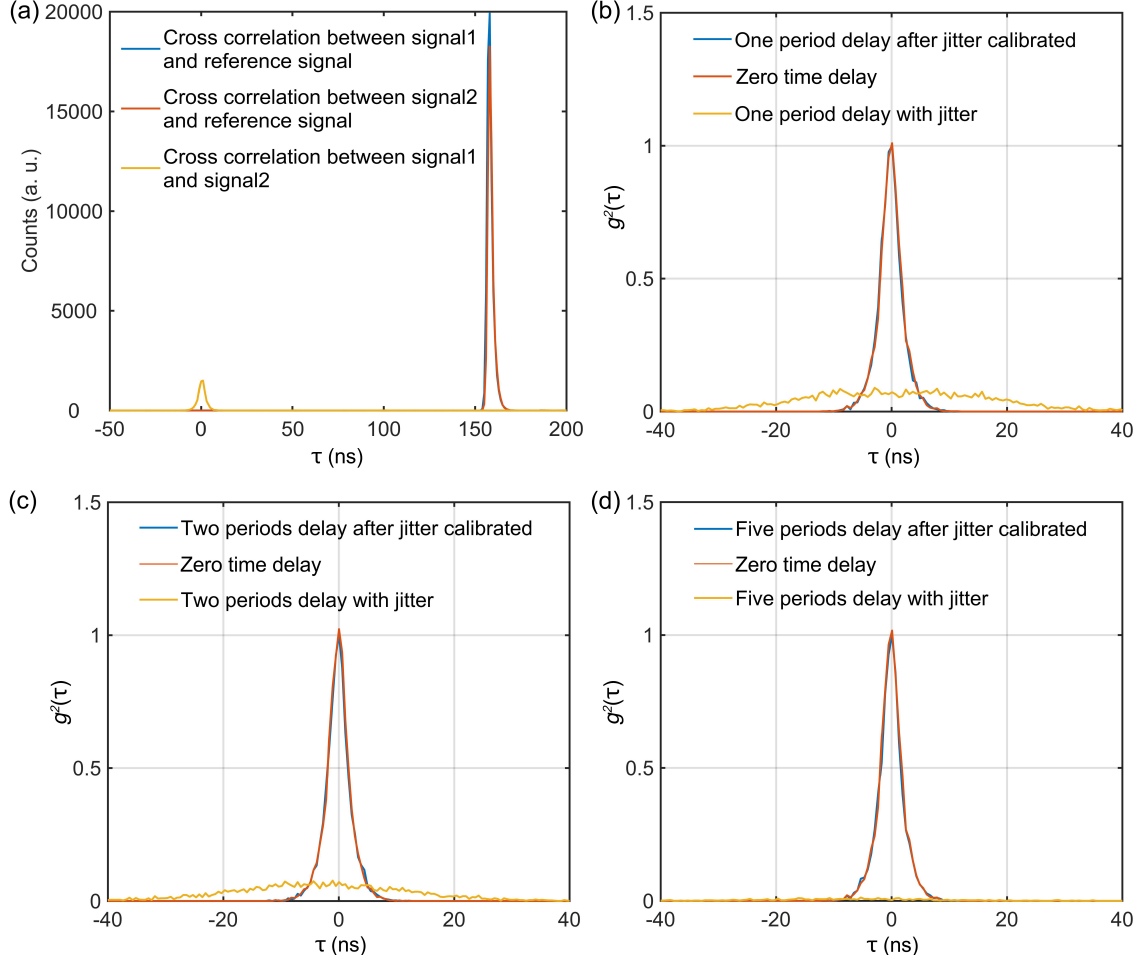 (a)
20000
15000
10000
5000
0
Counts (a. u.)
Cross correlation between signal1
and reference signal
Cross correlation between signal2
and reference signal
Cross correlation between signal1
and signal2
-50
0
50
100
150
200
τ (ns)
(b)
1.5
1
0.5
0
g²(τ)
One period delay after jitter calibrated
Zero time delay
One period delay with jitter
-40
-20
0
20
40
τ (ns)
(c)
1.5
1
0.5
0
g²(τ)
Two periods delay after jitter calibrated
Zero time delay
Two periods delay with jitter
-40
-20
0
20
40
τ (ns)
(d)
1.5
1
0.5
0
g²(τ)
Five periods delay after jitter calibrated
Zero time delay
Five periods delay with jitter
-40
-20
0
20
40
τ (ns)